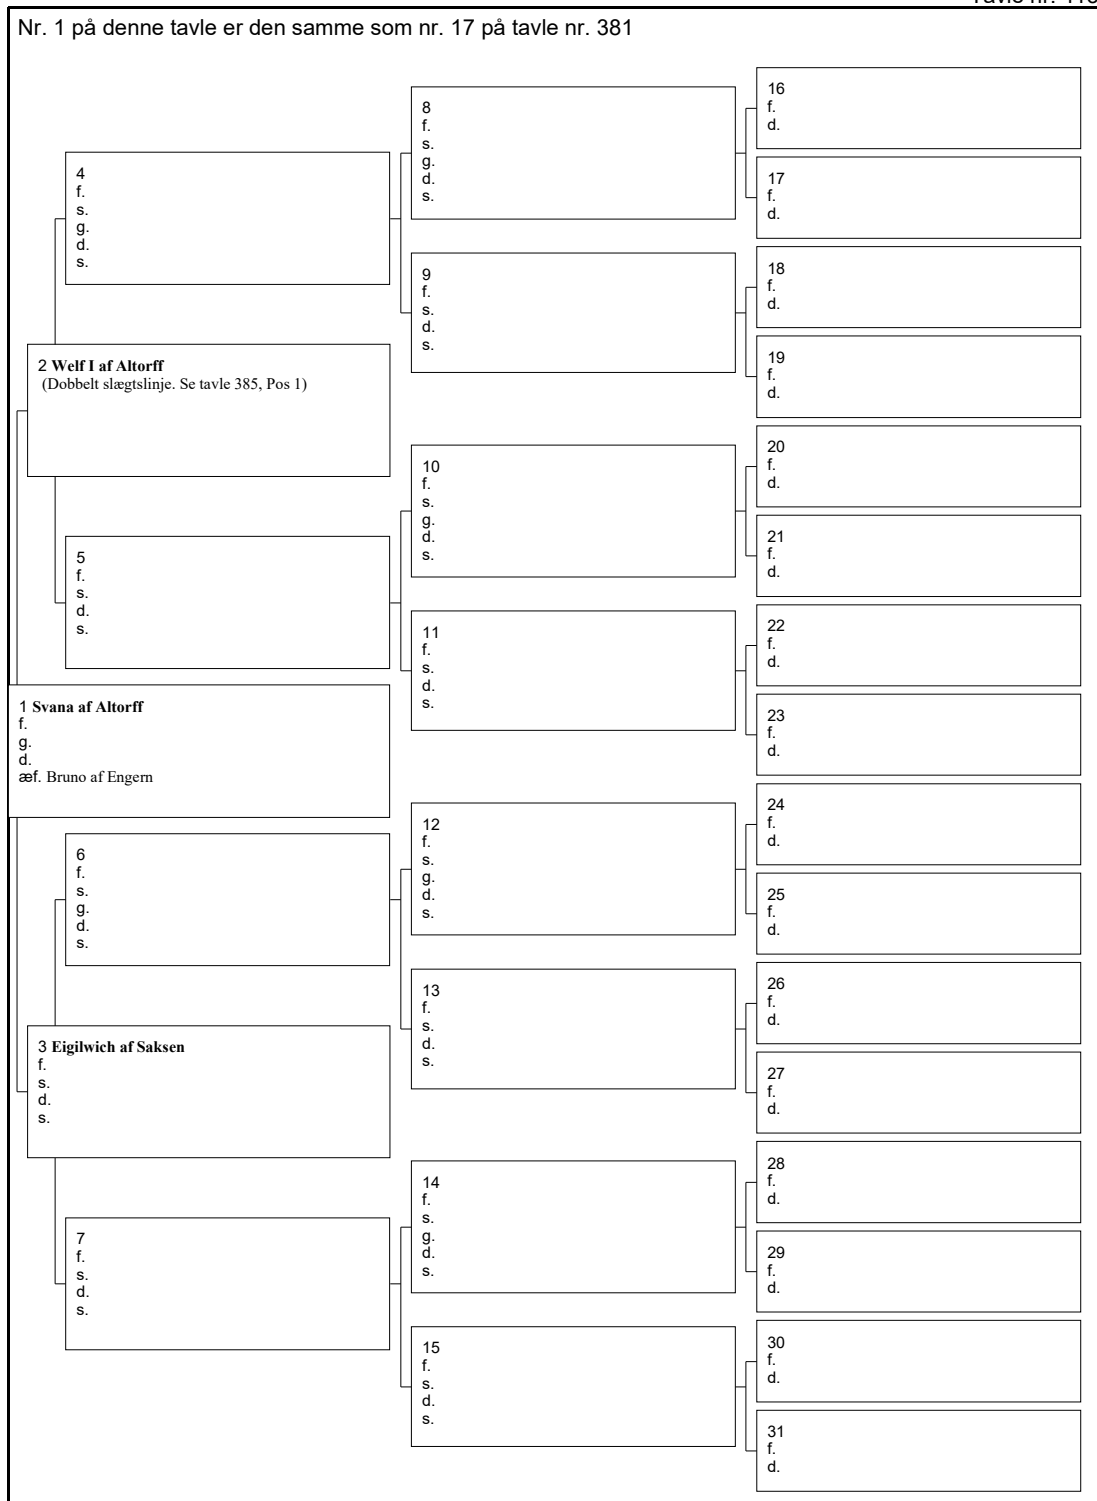 Nr. 1 på denne tavle er den samme som nr. 17 på tavle nr. 381
16
f.
d.
8
f.
s.
g.
d.
s.
17
f.
d.
4
f.
s.
g.
d.
s.
18
f.
d.
9
f.
s.
d.
s.
19
f.
d.
2 Welf I af Altorff
(Dobbelt slægtslinje. Se tavle 385, Pos 1)
20
f.
d.
10
f.
s.
g.
d.
s.
21
f.
d.
5
f.
s.
d.
s.
22
f.
d.
11
f.
s.
d.
s.
23
f.
d.
1 Svana af Altorff
f.
g.
d.
æf. Bruno af Engern
24
f.
d.
12
f.
s.
g.
d.
s.
25
f.
d.
6
f.
s.
g.
d.
s.
26
f.
d.
13
f.
s.
d.
s.
27
f.
d.
3 Eigilwich af Saksen
f.
s.
d.
s.
28
f.
d.
14
f.
s.
g.
d.
s.
29
f.
d.
7
f.
s.
d.
s.
30
f.
d.
15
f.
s.
d.
s.
31
f.
d.